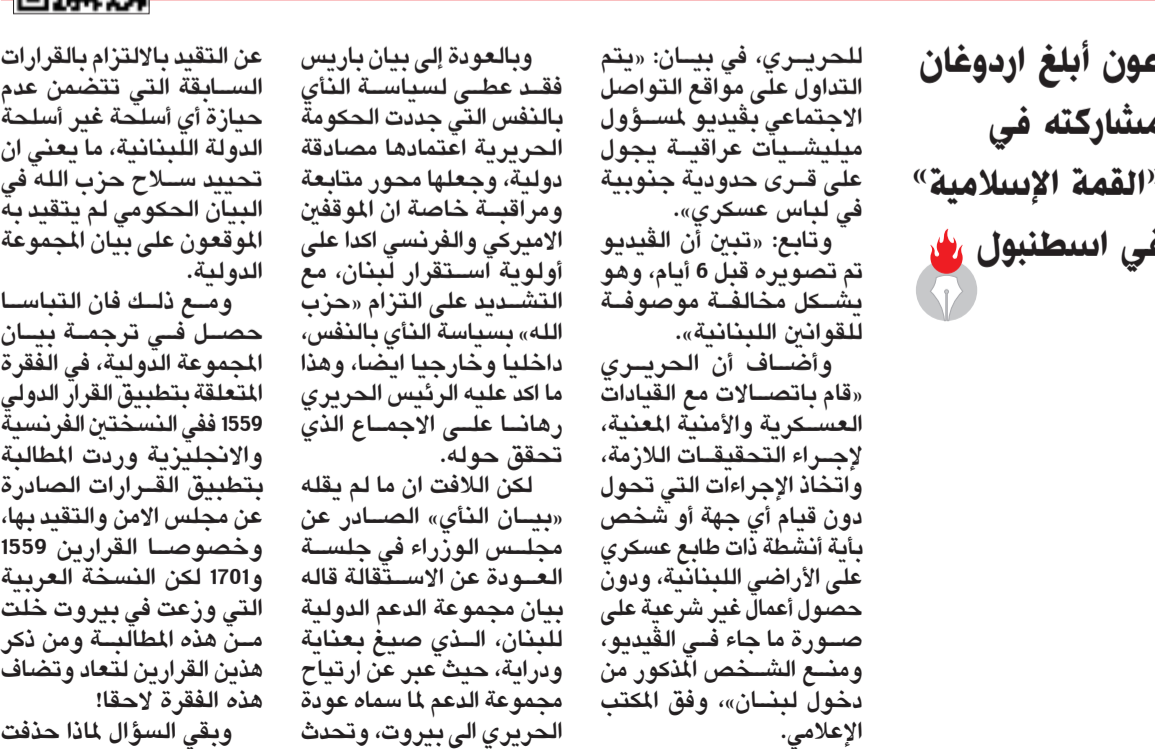 عون أبلغ اردوغان
مشاركته في
«القمة الإسلامية»
في اسطنبول
للحريري، في بيان: «يتم
التداول على مواقع التواصل
الاجتماعي بڤيديو لمسؤول
ميليشيات عراقية يجول
على قرى حدودية جنوبية
في لباس عسكري».
وتابع: «تبين أن الڤيديو
تم تصويره قبل 6 أيام، وهو
يشكل مخالفة موصوفة
للقوانين اللبنانية».
وأضاف أن الحريري
«قام باتصالات مع القيادات
العسكرية والأمنية المعنية،
لإجراء التحقيقات اللازمة،
واتخاذ الإجراءات التي تحول
دون قيام أي جهة أو شخص
بأية أنشطة ذات طابع عسكري
على الأراضي اللبنانية، ودون
حصول أعمال غير شرعية على
صورة ما جاء في الڤيديو،
ومنع الشخص المذكور من
دخول لبنان»، وفق المكتب
الإعلامي.
وبالعودة إلى بيان باريس
فقد عطى لسياسة النأي
بالنفس التي جددت الحكومة
الحريرية اعتمادها مصادقة
دولية، وجعلها محور متابعة
ومراقبة خاصة ان الموقفين
الاميركي والفرنسي اكدا على
أولوية استقرار لبنان، مع
التشديد على التزام «حزب
الله» بسياسة النأي بالنفس،
داخليا وخارجيا ايضا، وهذا
ما اكد عليه الرئيس الحريري
رهانا على الاجماع الذي
تحقق حوله.
لكن اللافت ان ما لم يقله
«بيان النأي» الصادر عن
مجلس الوزراء في جلسة
العودة عن الاستقالة قاله
بيان مجموعة الدعم الدولية
للبنان، الذي صيغ بعناية
ودراية، حيث عبر عن ارتياح
مجموعة الدعم لما سماه عودة
الحريري الى بيروت، وتحدث
عن التقيد بالالتزام بالقرارات
السابقة التي تتضمن عدم
حيازة أي أسلحة غير أسلحة
الدولة اللبنانية، ما يعني ان
تحييد سلاح حزب الله في
البيان الحكومي لم يتقيد به
الموقعون على بيان المجموعة
الدولية.
ومع ذلك فان التباسا
حصل في ترجمة بيان
المجموعة الدولية، في الفقرة
المتعلقة بتطبيق القرار الدولي
1559 ففي النسختين الفرنسية
والانجليزية وردت المطالبة
بتطبيق القرارات الصادرة
عن مجلس الامن والتقيد بها،
وخصوصا القرارين 1559
و1701 لكن النسخة العربية
التي وزعت في بيروت خلت
من هذه المطالبة ومن ذكر
هذين القرارين لتعاد وتضاف
هذه الفقرة لاحقا!
وبقي السؤال لماذا حذفت